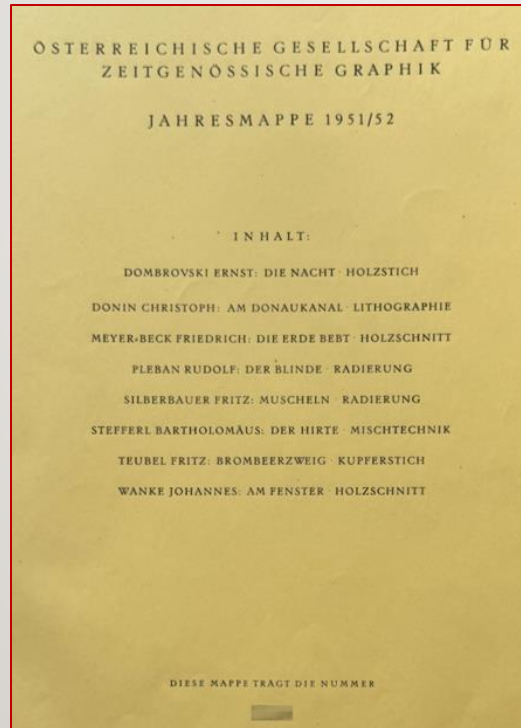 ÖSTERREICHISCHE GESELLSCHAFT FÜR
ZEITGENÖSSISCHE GRAPHIK
JAHRESMAPPE 1951/52
INHALT:
DOMBROVSKI ERNST: DIE NACHT · HOLZSTICH
DONIN CHRISTOPH: AM DONAUKANAL · LITHOGRAPHIE
MEYER-BECK FRIEDRICH: DIE ERDE BEBT · HOLZSCHNITT
PLEBAN RUDOLF: DER BLINDE · RADIERUNG
SILBERBAUER FRITZ: MUSCHELN · RADIERUNG
STEFFERL BARTHOLOMÄUS: DER HIRTE · MISCHTECHNIK
TEUBEL FRITZ: BROMBEERZWEIG · KUPFERSTICH
WANKE JOHANNES: AM FENSTER · HOLZSCHNITT
DIESE MAPPE TRÄGT DIE NUMMER